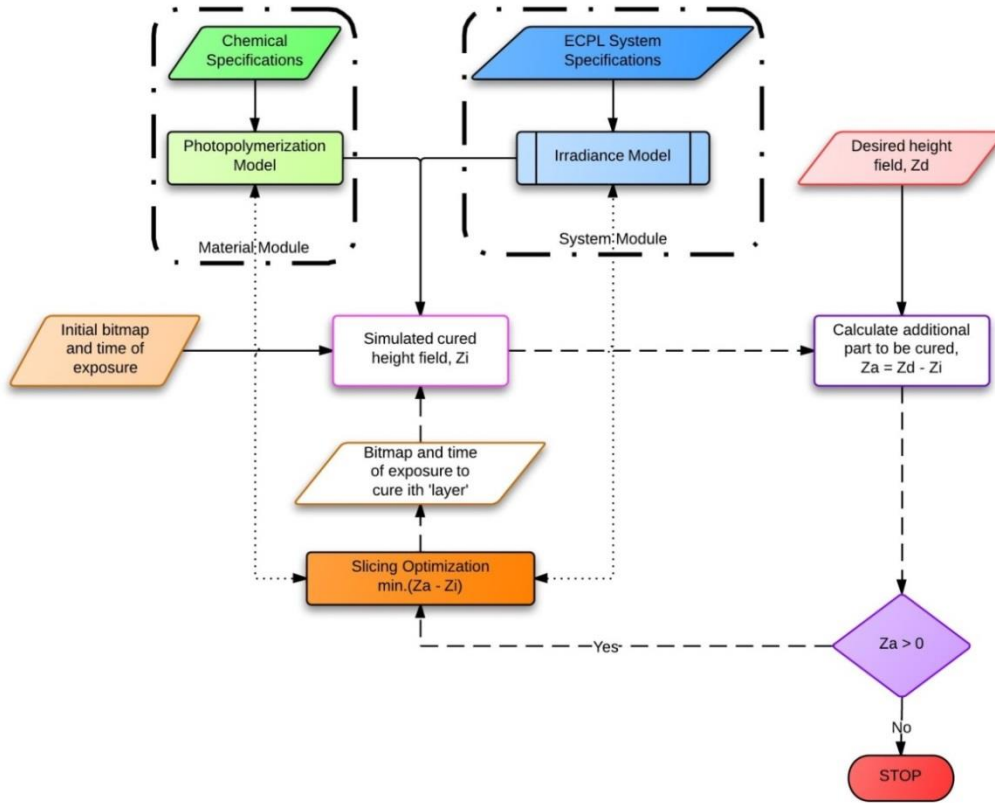 Chemical
Specifications
ECPL System
Specifications
Photopolymerization
Model
Irradiance Model
Desired height
field, Zd
Material Module
System Module
Initial bitmap
and time of
exposure
Simulated cured
height field, Zi
Calculate additional
part to be cured,
Za = Zd - Zi
Bitmap and time
of exposure to
cure ith 'layer'
Slicing Optimization
min.(Za - Zi)
Yes
Za > 0
No
STOP